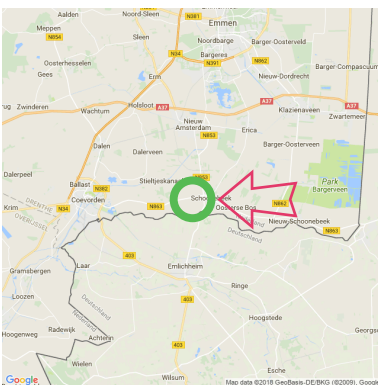 Aalden
Noord-Sleen
N381
Emmen
Meppen
N854
Sleen
Noordbarge
Barger-Oosterveld
Oosterhesselen
N34
Bargeres
N862
Barger-Compascuum
N391
Gees
Erm
Nieuw-Dordrecht
A37
Zwinderen
Wachtum
Holsloot
A37
Klazienaveen
Zwartemeer
Nieuw
Amsterdam
Erica
N853
Dalen
Dalerveen
Barger-Oosterveen
Dalerpeel
Ballast
N382
Stieltjeskanaal
N853
Park
Bargerveen
DRENTHE
OVERIJSSEL
Krim
N34
Coevorden
N863
Schoonebeek
Oosterse Bos
N862
Nieuw-Schoonebeek
N863
Deutschland
403
Laar
Emlichheim
Gramsbergen
Ringe
Loozen
403
Deutschland
Niederlande
Hoogstede
Hoogenweg
Radewijk
Achterin
403
Wielen
Esche
Wilsum
Google
Map data ©2018 GeoBasis-DE/BKG (©2009), Google